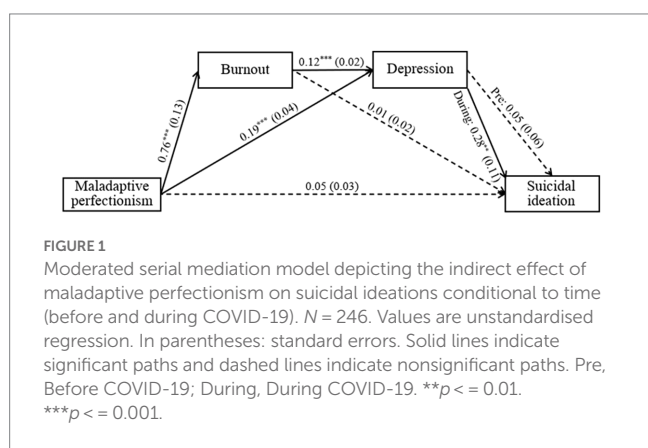 Burnout
0.12*** (0.02)
Depression
0.76*** (0.13)
0.19*** (0.04)
0.01 (0.02)
During: 0.28** (0.11)
Pre: 0.05 (0.06)
Maladaptive
perfectionism
0.05 (0.03)
Suicidal
ideation
FIGURE 1
Moderated serial mediation model depicting the indirect effect of
maladaptive perfectionism on suicidal ideations conditional to time
(before and during COVID-19). N = 246. Values are unstandardised
regression. In parentheses: standard errors. Solid lines indicate
significant paths and dashed lines indicate nonsignificant paths. Pre,
Before COVID-19; During, During COVID-19. **p < = 0.01.
***p < = 0.001.